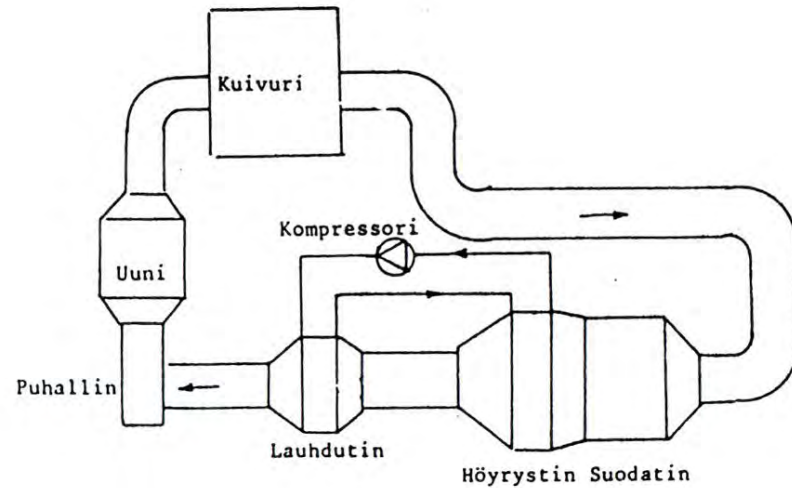 Kuivuri
Kompressori
Uuni
Puhallin
Lauhdutin
Höyrystin Suodatin